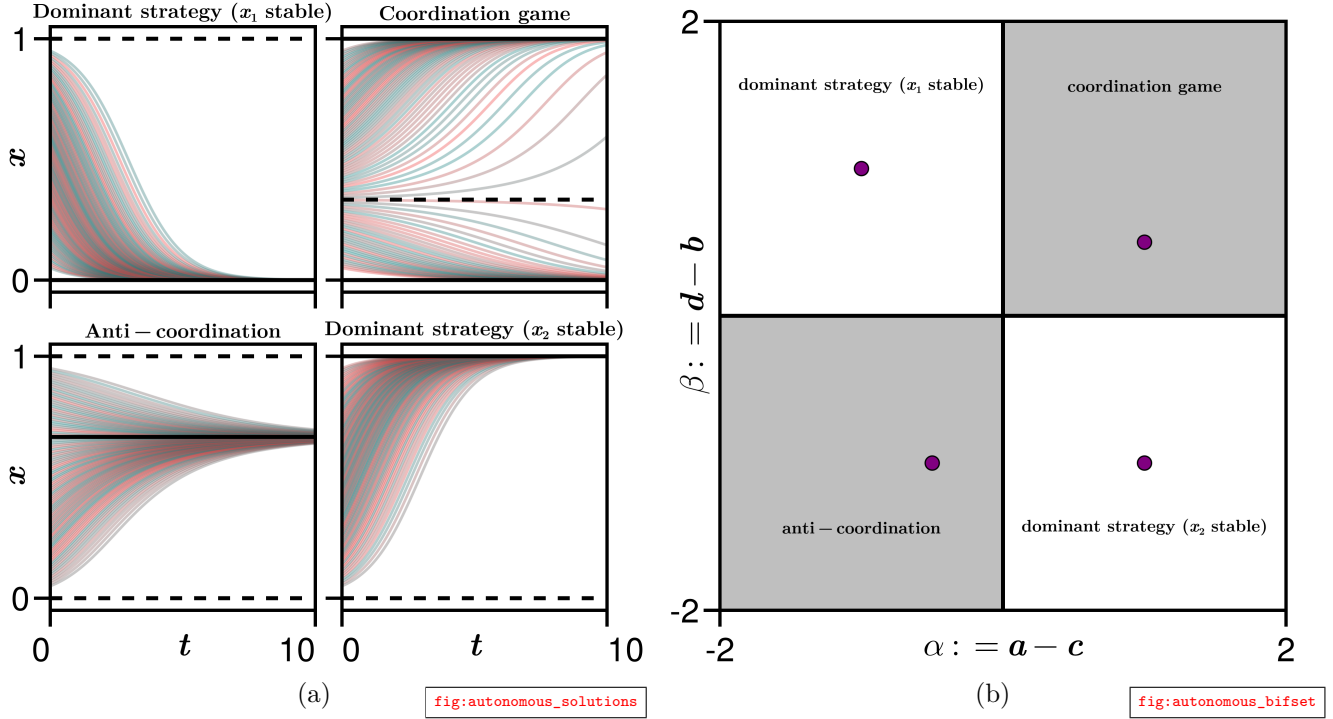 Dominant strategy (x₁ stable)
Coordination game
1
x
0
Anti − coordination
Dominant strategy (x₂ stable)
1
x
0
0
t
10
t
10
(a)
fig:autonomous_solutions
2
dominant strategy (x₁ stable)
coordination game
β := d − b
anti − coordination
dominant strategy (x₂ stable)
-2
-2
α := a − c
2
(b)
fig:autonomous_bifset